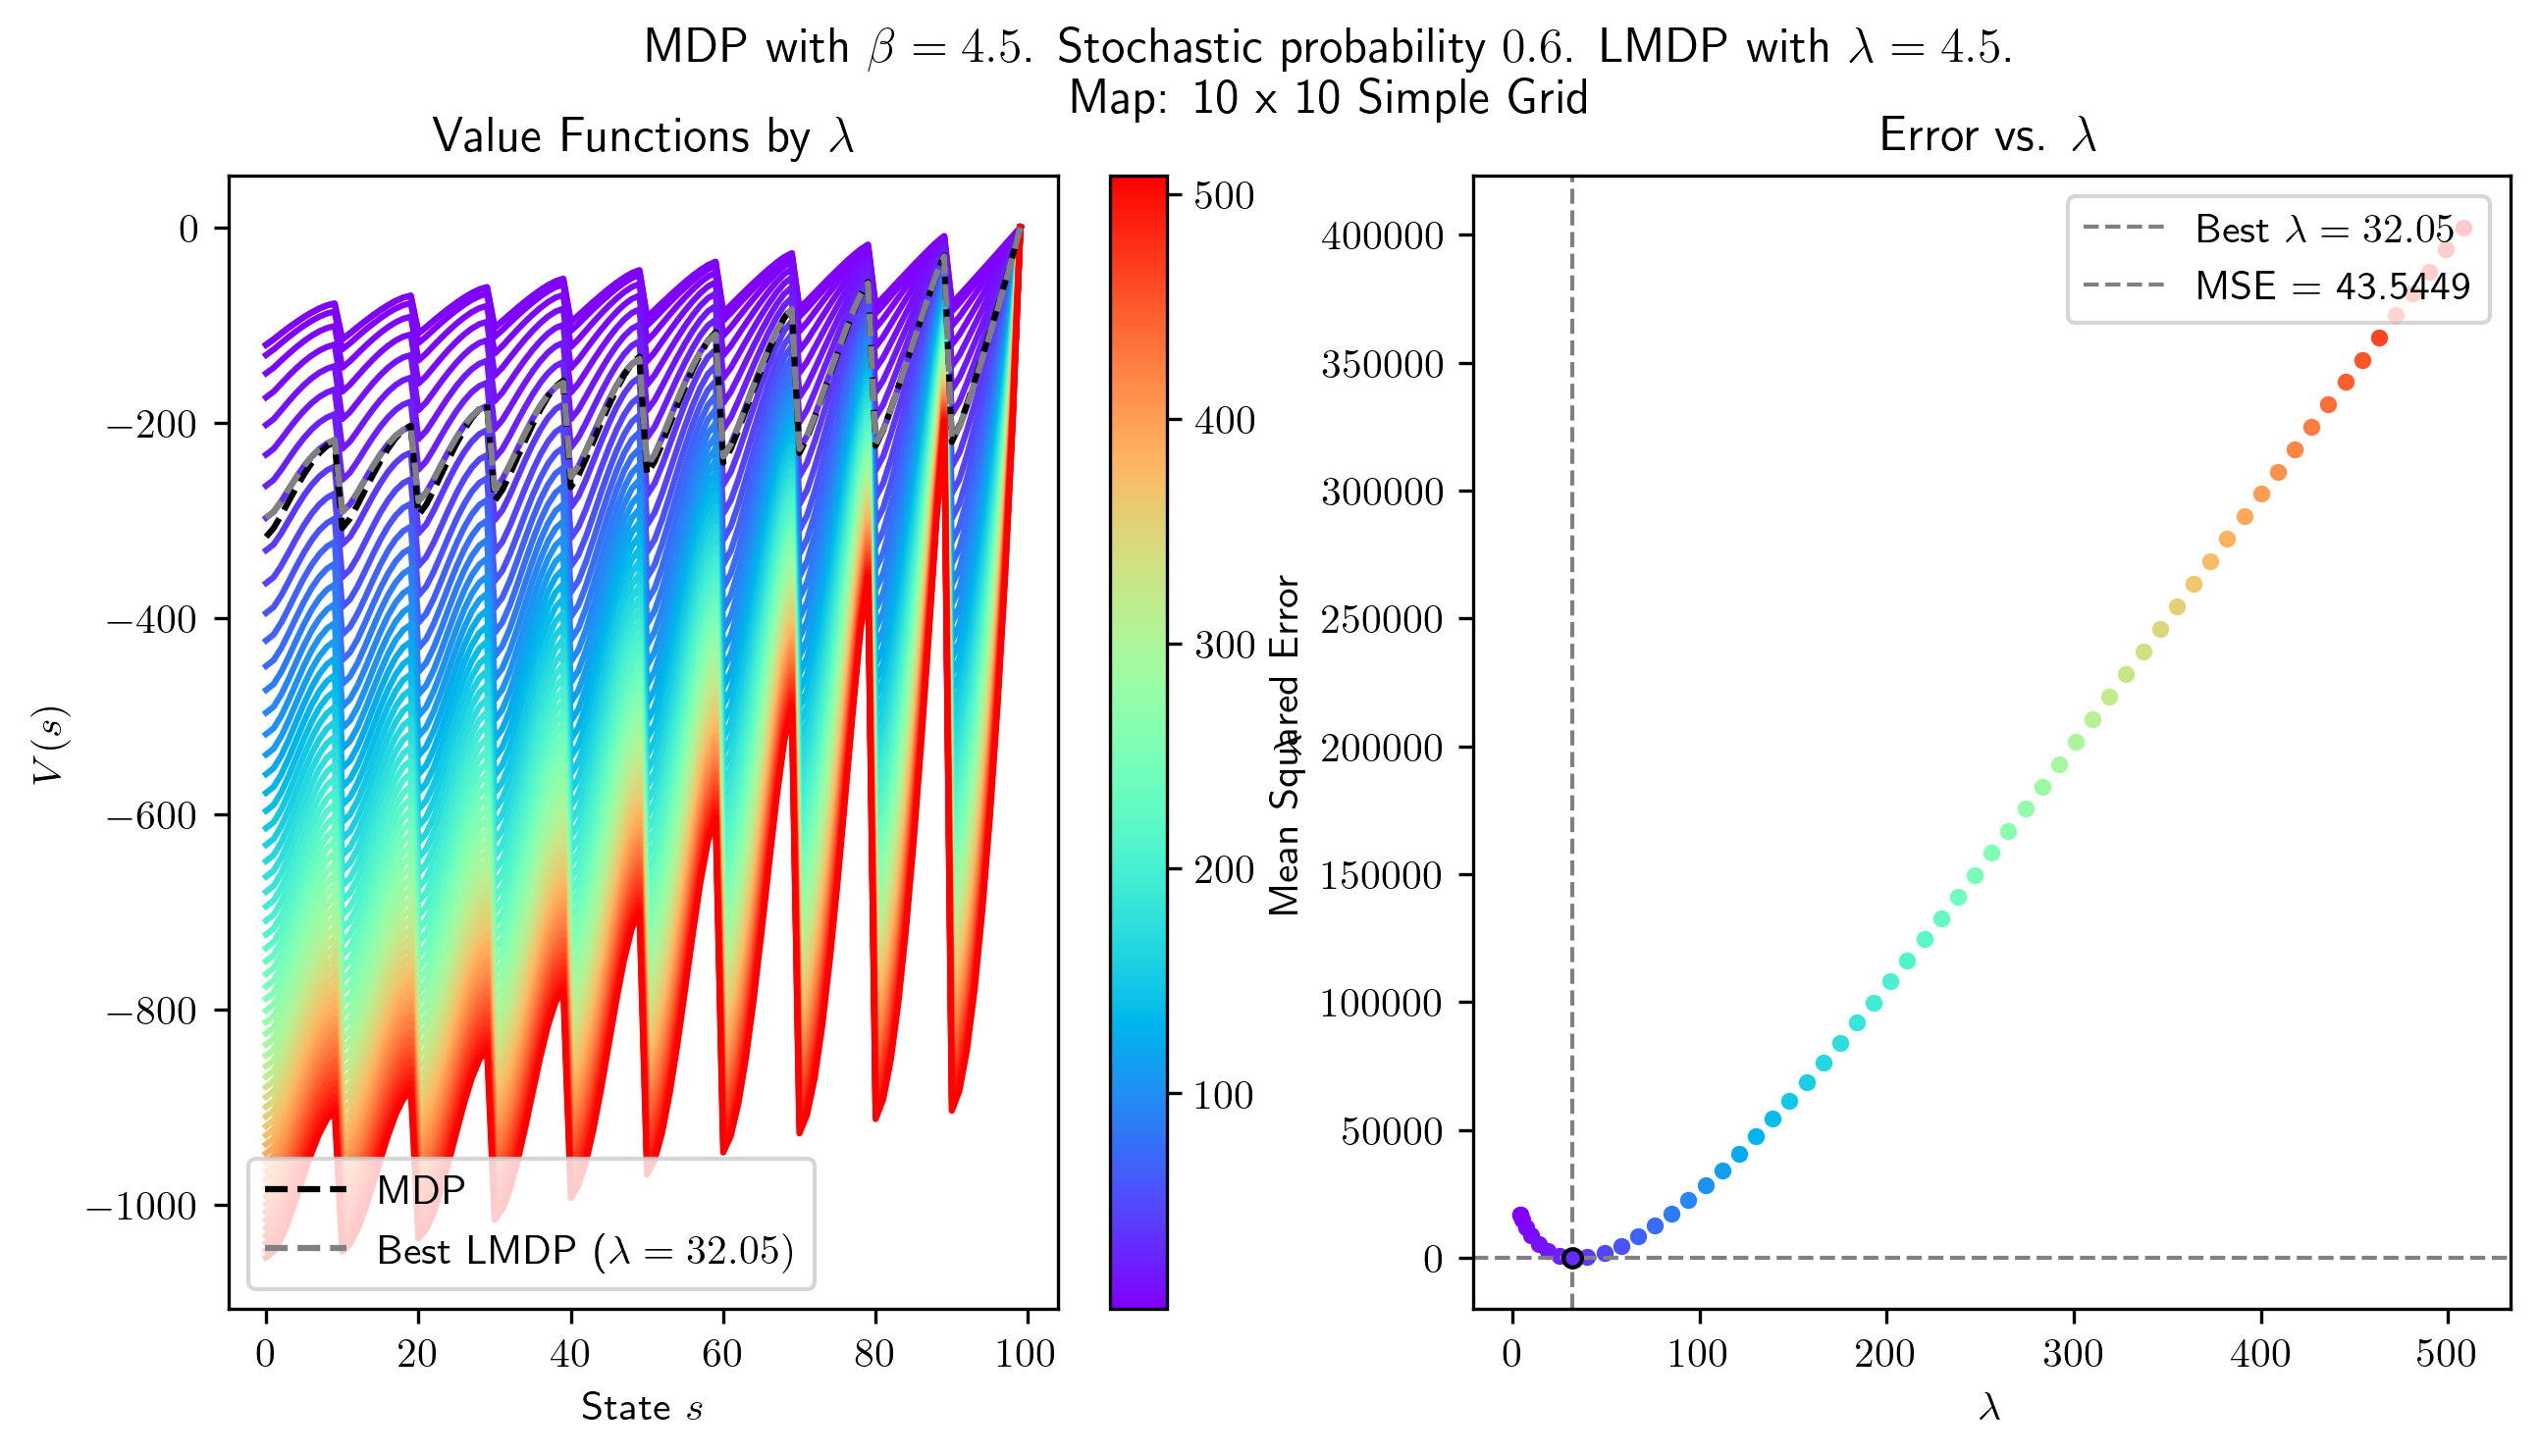 MDP with β = 4.5. Stochastic probability 0.6. LMDP with λ = 4.5.
Map: 10 x 10 Simple Grid
Value Functions by λ
V(s)
0
−200
−400
−600
−800
−1000
MDP
Best LMDP (λ = 32.05)
0 20 40 60 80 100
State s
500
400
300
200
100
λ
Error vs. λ
Mean Squared Error
400000
350000
300000
250000
200000
150000
100000
50000
0
Best λ = 32.05
MSE = 43.5449
0 100 200 300 400 500
λ